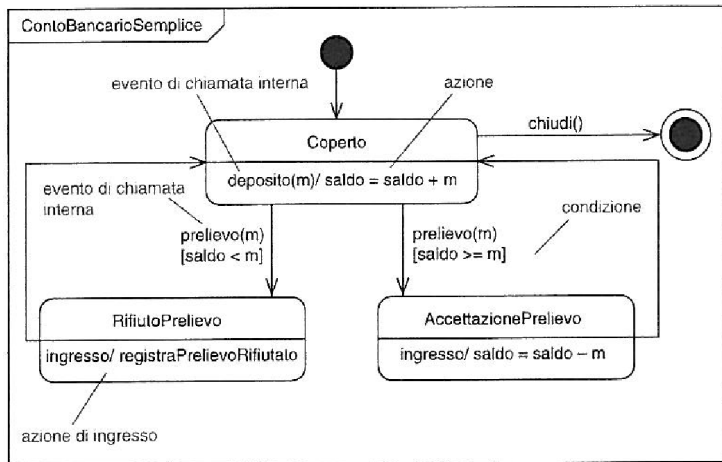 ContoBancarioSemplice
evento di chiamata interna
azione
Coperto
chiudi()
deposito(m)/ saldo = saldo + m
evento di chiamata
interna
prelievo(m)
[saldo < m]
prelievo(m)
[saldo >= m]
condizione
RifiutoPrelievo
ingresso/ registraPrelievoRifiutato
AccettazionePrelievo
ingresso/ saldo = saldo – m
azione di ingresso